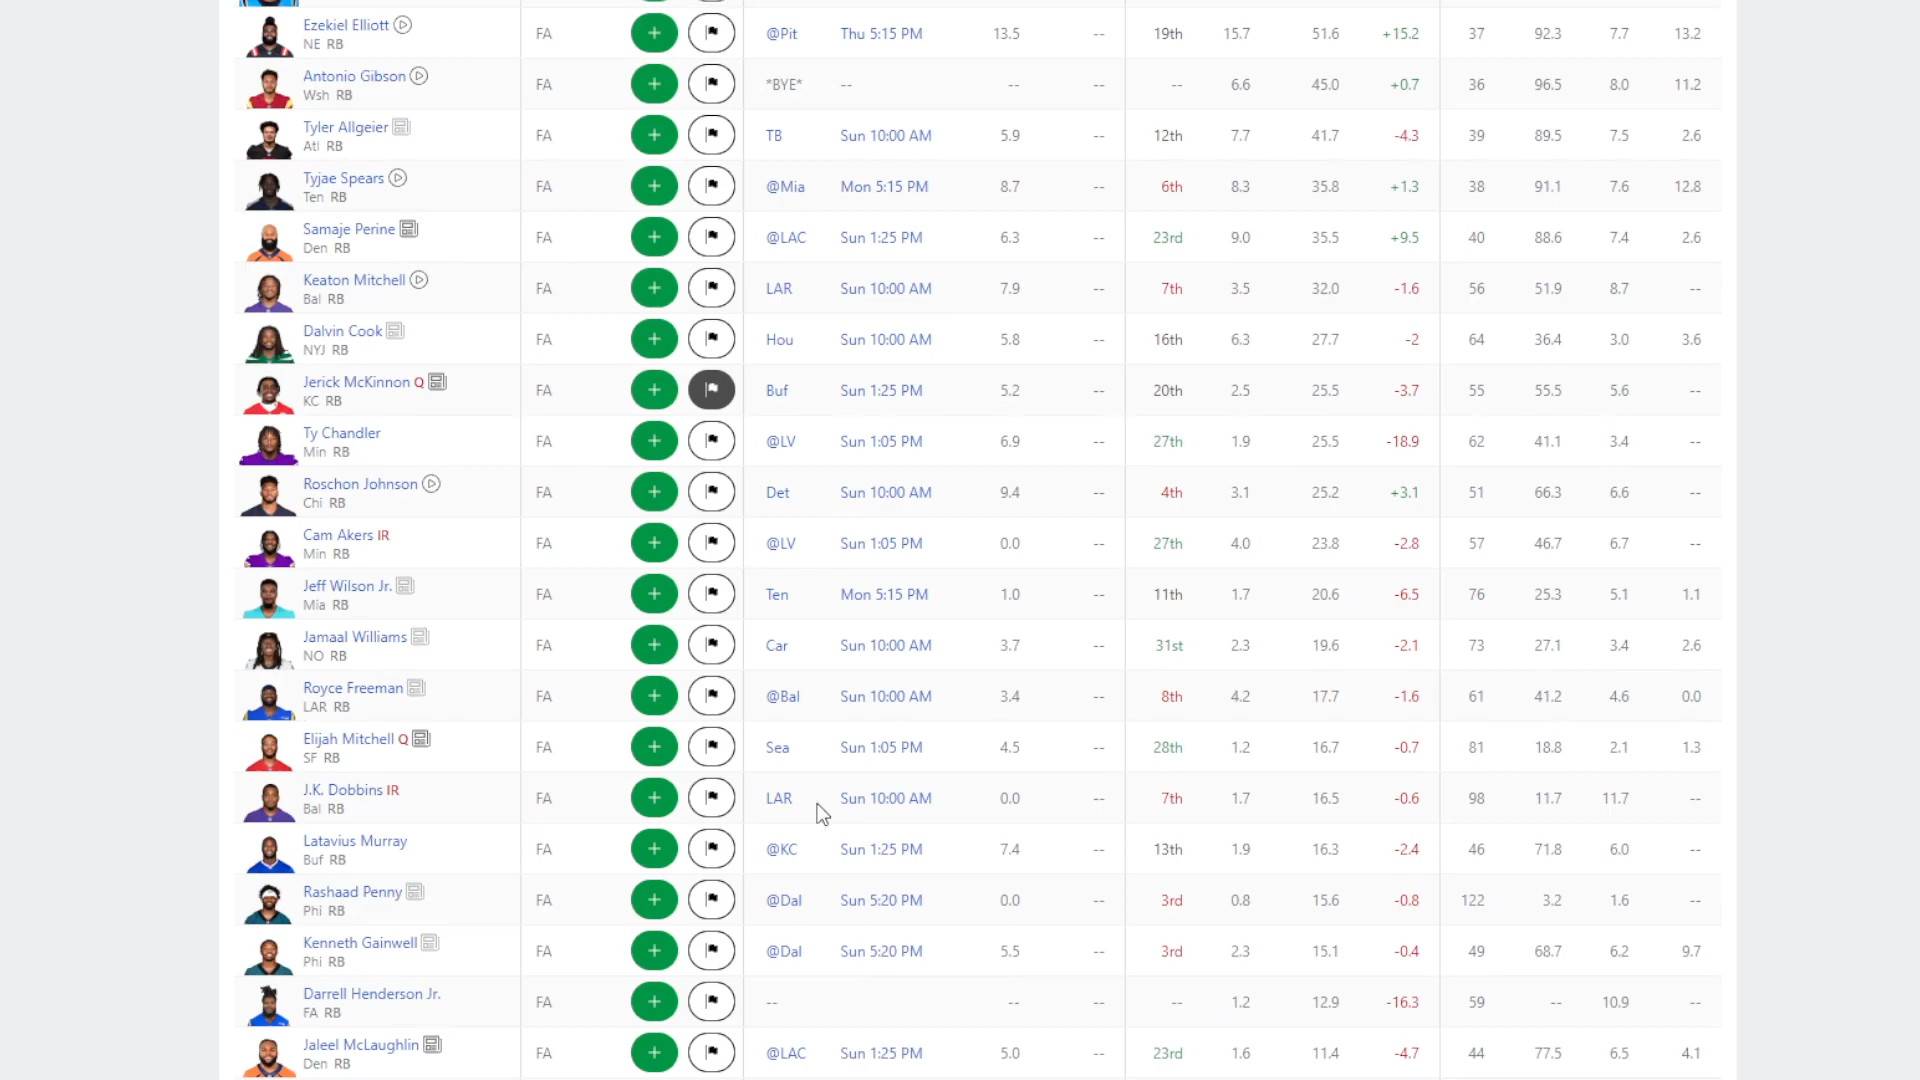 Ezekiel Elliott FA @Pit Thu 5:15 PM 13.5 -- 19th 15.7 51.6 +15.2 37 92.3 7.7 13.2
NE RB
Antonio Gibson FA *BYE* -- -- -- -- 6.6 45.0 +0.7 36 96.5 8.0 11.2
Wsh RB
Tyler Allgeier FA TB Sun 10:00 AM 5.9 -- 12th 7.7 41.7 -4.3 39 89.5 7.5 2.6
Atl RB
Tyjae Spears FA @Mia Mon 5:15 PM 8.7 -- 6th 8.3 35.8 +1.3 38 91.1 7.6 12.8
Ten RB
Samaje Perine FA @LAC Sun 1:25 PM 6.3 -- 23rd 9.0 35.5 +9.5 40 88.6 7.4 2.6
Den RB
Keaton Mitchell FA LAR Sun 10:00 AM 7.9 -- 7th 3.5 32.0 -1.6 56 51.9 8.7 --
Bal RB
Dalvin Cook FA Hou Sun 10:00 AM 5.8 -- 16th 6.3 27.7 -2 64 36.4 3.0 3.6
NYJ RB
Jerick McKinnon Q FA Buf Sun 1:25 PM 5.2 -- 20th 2.5 25.5 -3.7 55 55.5 5.6 --
KC RB
Ty Chandler FA @LV Sun 1:05 PM 6.9 -- 27th 1.9 25.5 -18.9 62 41.1 3.4 --
Min RB
Roschon Johnson FA Det Sun 10:00 AM 9.4 -- 4th 3.1 25.2 +3.1 51 66.3 6.6 --
Chi RB
Cam Akers IR FA @LV Sun 1:05 PM 0.0 -- 27th 4.0 23.8 -2.8 57 46.7 6.7 --
Min RB
Jeff Wilson Jr. FA Ten Mon 5:15 PM 1.0 -- 11th 1.7 20.6 -6.5 76 25.3 5.1 1.1
Mia RB
Jamaal Williams FA Car Sun 10:00 AM 3.7 -- 31st 2.3 19.6 -2.1 73 27.1 3.4 2.6
NO RB
Royce Freeman FA @Bal Sun 10:00 AM 3.4 -- 8th 4.2 17.7 -1.6 61 41.2 4.6 0.0
LAR RB
Elijah Mitchell Q FA Sea Sun 1:05 PM 4.5 -- 28th 1.2 16.7 -0.7 81 18.8 2.1 1.3
SF RB
J.K. Dobbins IR FA LAR Sun 10:00 AM 0.0 -- 7th 1.7 16.5 -0.6 98 11.7 11.7 --
Bal RB
Latavius Murray FA @KC Sun 1:25 PM 7.4 -- 13th 1.9 16.3 -2.4 46 71.8 6.0 --
Buf RB
Rashaad Penny FA @Dal Sun 5:20 PM 0.0 -- 3rd 0.8 15.6 -0.8 122 3.2 1.6 --
Phi RB
Kenneth Gainwell FA @Dal Sun 5:20 PM 5.5 -- 3rd 2.3 15.1 -0.4 49 68.7 6.2 9.7
Phi RB
Darrell Henderson Jr. FA -- -- -- -- -- 1.2 12.9 -16.3 59 -- 10.9 --
FA RB
Jaleel McLaughlin FA @LAC Sun 1:25 PM 5.0 -- 23rd 1.6 11.4 -4.7 44 77.5 6.5 4.1
Den RB